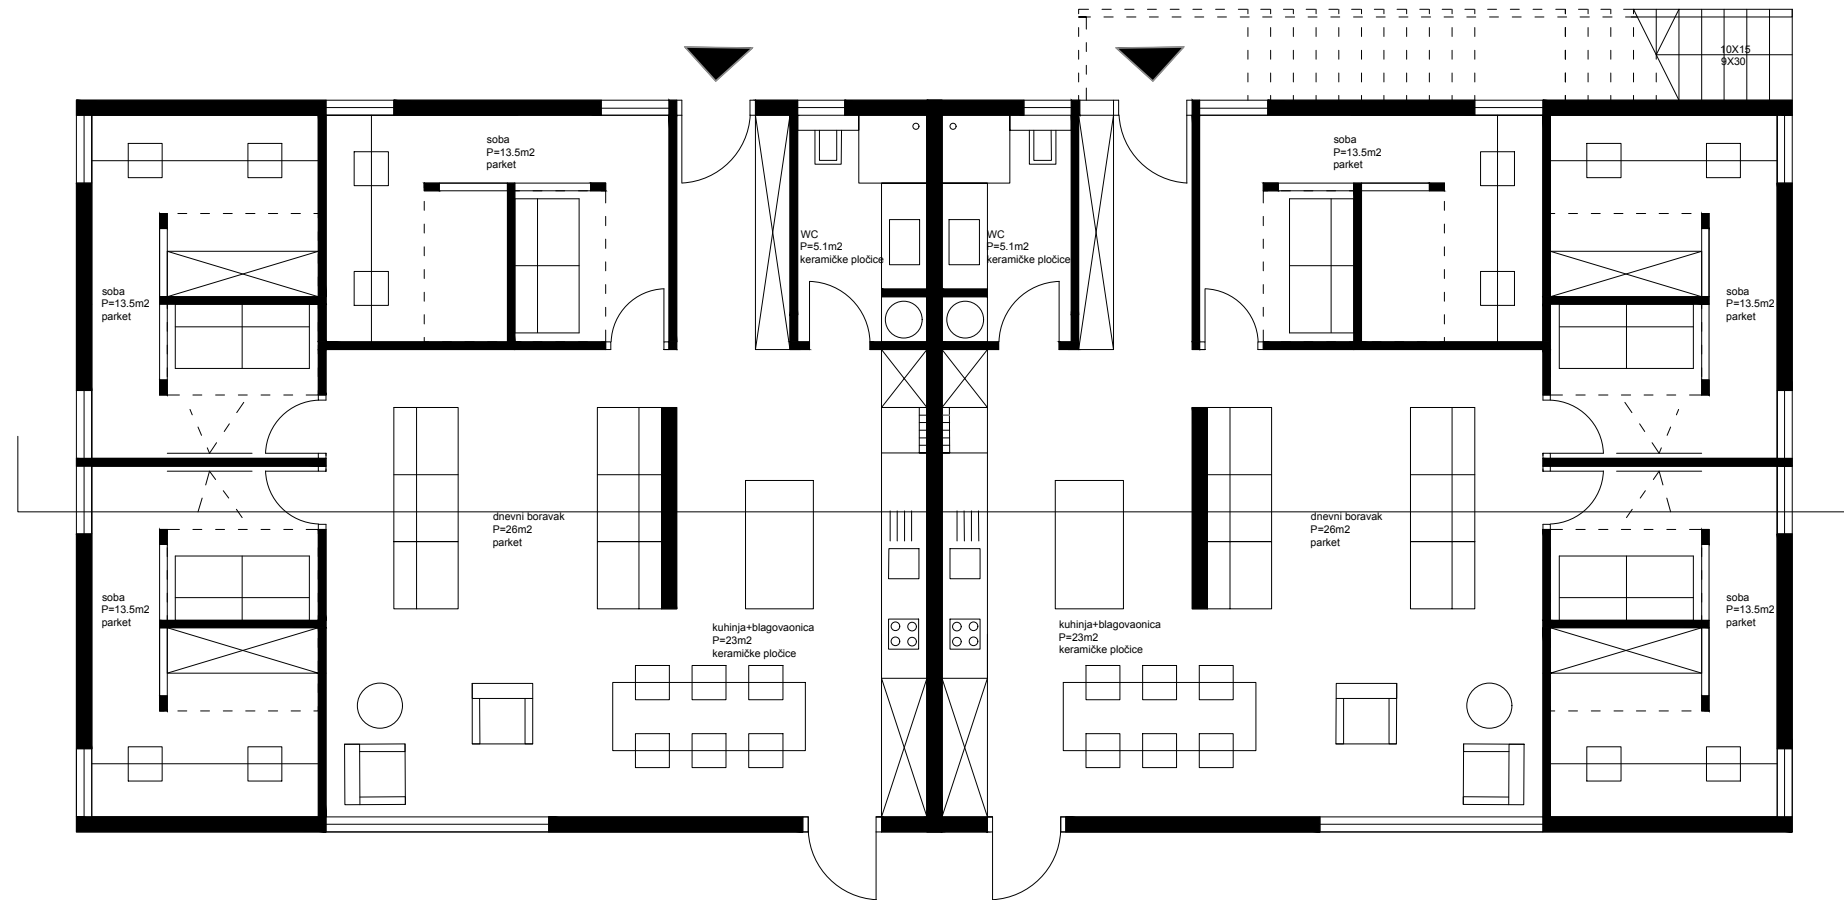 10X15
9X30
soba
P=13.5m2
parket
soba
P=13.5m2
parket
WC
P=5.1m2
keramičke pločice
WC
P=5.1m2
keramičke pločice
soba
P=13.5m2
parket
soba
P=13.5m2
parket
dnevni boravak
P=26m2
parket
dnevni boravak
P=26m2
parket
soba
P=13.5m2
parket
kuhinja+blagovaonica
P=23m2
keramičke pločice
kuhinja+blagovaonica
P=23m2
keramičke pločice
soba
P=13.5m2
parket